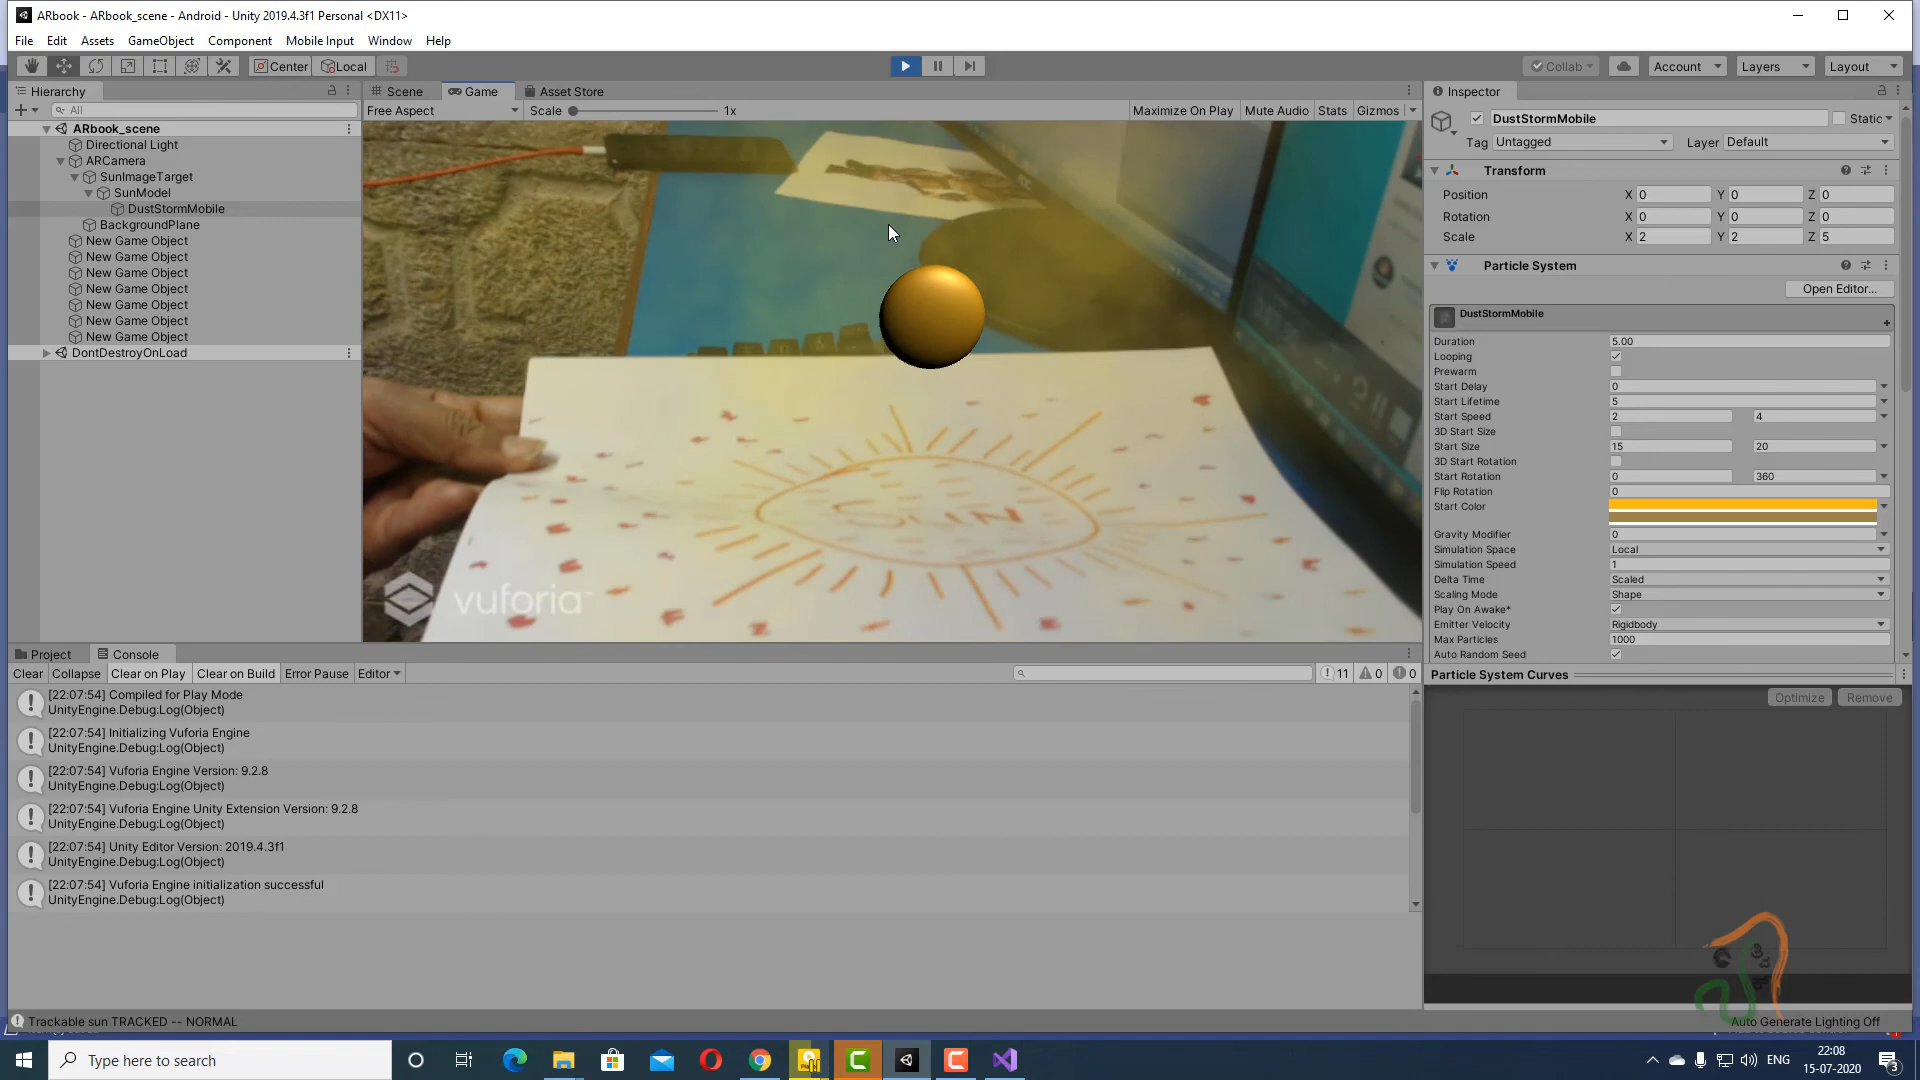 ARbook - ARbook_scene - Android - Unity 2019.4.3f1 Personal <DX11>
File Edit Assets GameObject Component Mobile Input Window Help
Center Local Collab Account Layers Layout
Hierarchy
All
ARbook_scene
Directional Light
ARCamera
SunImageTarget
SunModel
DustStormMobile
BackgroundPlane
New Game Object
New Game Object
New Game Object
New Game Object
New Game Object
New Game Object
New Game Object
DontDestroyOnLoad
Scene Game Asset Store
Free Aspect Scale 1x Maximize On Play Mute Audio Stats Gizmos
SUN
vuforia™
Inspector
DustStormMobile Static
Tag Untagged Layer Default
Transform
Position X 0 Y 0 Z 0
Rotation X 0 Y 0 Z 0
Scale X 2 Y 2 Z 5
Particle System
Open Editor...
DustStormMobile
Duration 5.00
Looping
Prewarm
Start Delay 0
Start Lifetime 5
Start Speed 2 4
3D Start Size
Start Size 15 20
3D Start Rotation
Start Rotation 0 360
Flip Rotation 0
Start Color
Gravity Modifier 0
Simulation Space Local
Simulation Speed 1
Delta Time Scaled
Scaling Mode Shape
Play On Awake*
Emitter Velocity Rigidbody
Max Particles 1000
Auto Random Seed
Particle System Curves
Optimize Remove
Project Console
Clear Collapse Clear on Play Clear on Build Error Pause Editor 11 0 0
[22:07:54] Compiled for Play Mode
UnityEngine.Debug:Log(Object)
[22:07:54] Initializing Vuforia Engine
UnityEngine.Debug:Log(Object)
[22:07:54] Vuforia Engine Version: 9.2.8
UnityEngine.Debug:Log(Object)
[22:07:54] Vuforia Engine Unity Extension Version: 9.2.8
UnityEngine.Debug:Log(Object)
[22:07:54] Unity Editor Version: 2019.4.3f1
UnityEngine.Debug:Log(Object)
[22:07:54] Vuforia Engine initialization successful
UnityEngine.Debug:Log(Object)
Trackable sun TRACKED -- NORMAL
Auto Generate Lighting Off
Type here to search
ENG
22:08
15-07-2020
3